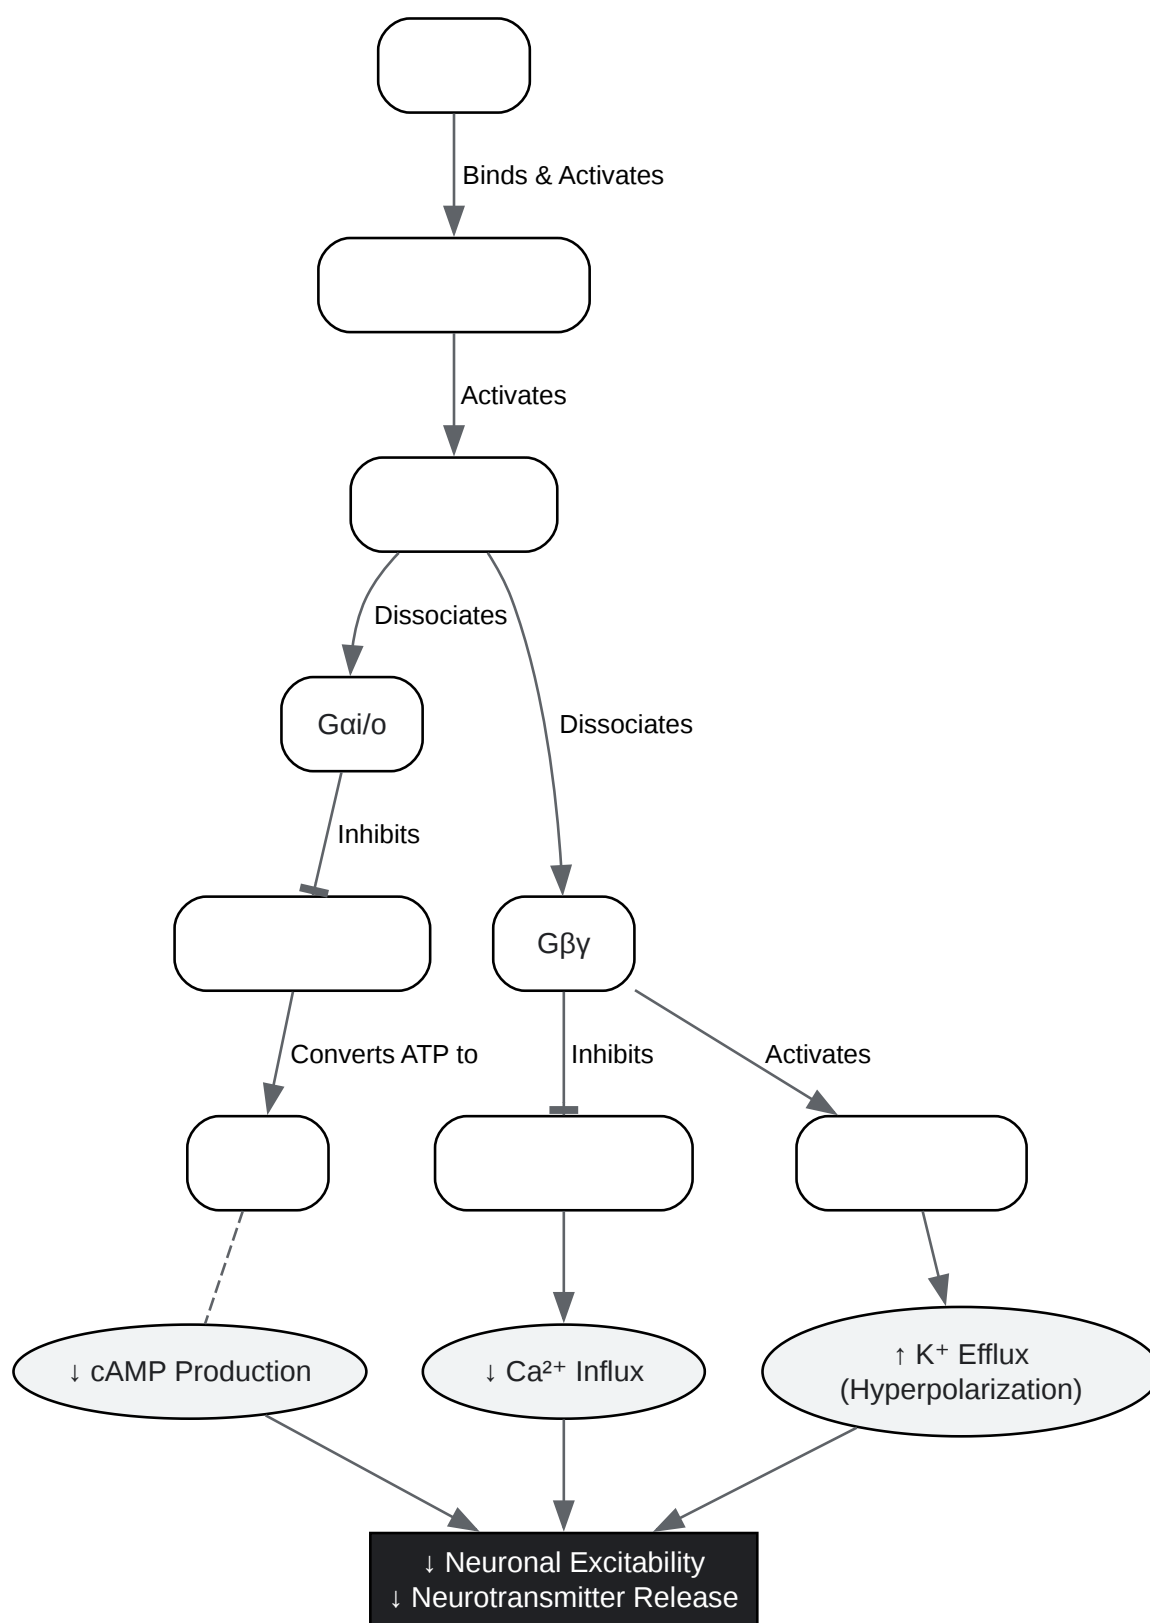 Binds & Activates
Activates
Dissociates
Gαi/o
Dissociates
Inhibits
Gβγ
Converts ATP to
Inhibits
Activates
↓ cAMP Production
↓ Ca²⁺ Influx
↑ K⁺ Efflux
(Hyperpolarization)
↓ Neuronal Excitability
↓ Neurotransmitter Release